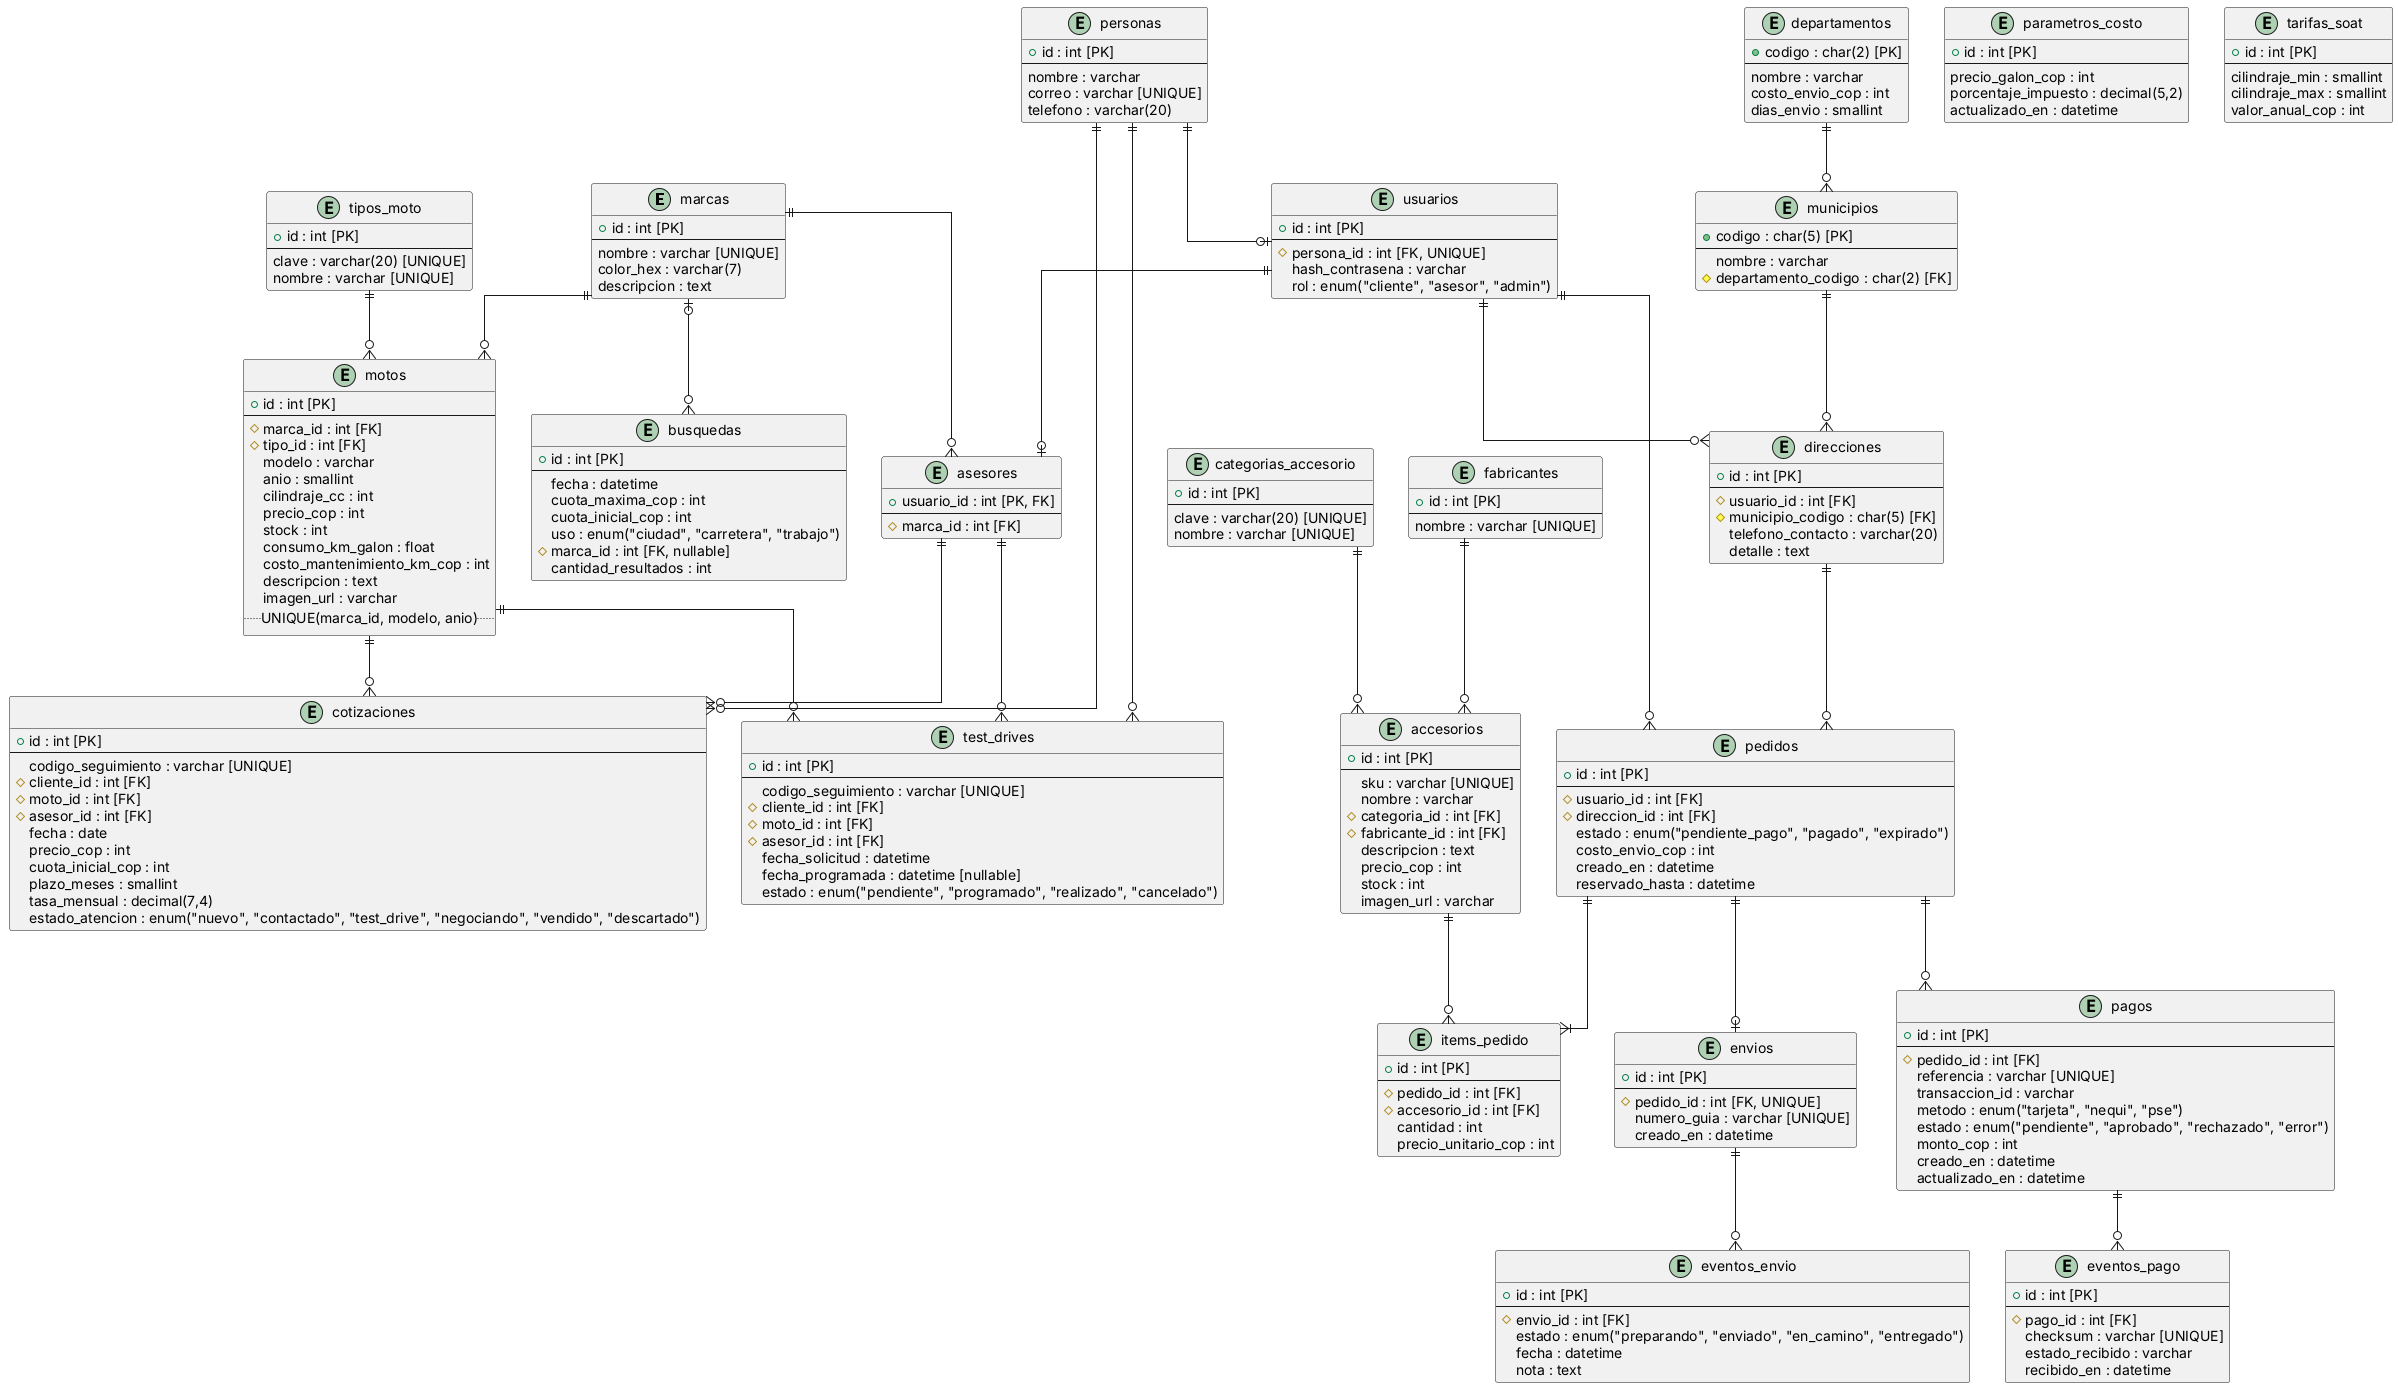 E personas
id : int [PK]
nombre : varchar
correo : varchar [UNIQUE]
telefono : varchar(20)
E departamentos
codigo : char(2) [PK]
nombre : varchar
costo_envio_cop : int
dias_envio : smallint
E parametros_costo
id : int [PK]
precio_galon_cop : int
porcentaje_impuesto : decimal(5,2)
actualizado_en : datetime
E tarifas_soat
id : int [PK]
cilindraje_min : smallint
cilindraje_max : smallint
valor_anual_cop : int
E tipos_moto
id : int [PK]
clave : varchar(20) [UNIQUE]
nombre : varchar [UNIQUE]
E marcas
id : int [PK]
nombre : varchar [UNIQUE]
color_hex : varchar(7)
descripcion : text
E usuarios
id : int [PK]
persona_id : int [FK, UNIQUE]
hash_contrasena : varchar
rol : enum("cliente", "asesor", "admin")
E municipios
codigo : char(5) [PK]
nombre : varchar
departamento_codigo : char(2) [FK]
E motos
id : int [PK]
marca_id : int [FK]
tipo_id : int [FK]
modelo : varchar
anio : smallint
cilindraje_cc : int
precio_cop : int
stock : int
consumo_km_galon : float
costo_mantenimiento_km_cop : int
descripcion : text
imagen_url : varchar
UNIQUE(marca_id, modelo, anio)
E busquedas
id : int [PK]
fecha : datetime
cuota_maxima_cop : int
cuota_inicial_cop : int
uso : enum("ciudad", "carretera", "trabajo")
marca_id : int [FK, nullable]
cantidad_resultados : int
E asesores
usuario_id : int [PK, FK]
marca_id : int [FK]
E categorias_accesorio
id : int [PK]
clave : varchar(20) [UNIQUE]
nombre : varchar [UNIQUE]
E fabricantes
id : int [PK]
nombre : varchar [UNIQUE]
E direcciones
id : int [PK]
usuario_id : int [FK]
municipio_codigo : char(5) [FK]
telefono_contacto : varchar(20)
detalle : text
E cotizaciones
id : int [PK]
codigo_seguimiento : varchar [UNIQUE]
cliente_id : int [FK]
moto_id : int [FK]
asesor_id : int [FK]
fecha : date
precio_cop : int
cuota_inicial_cop : int
plazo_meses : smallint
tasa_mensual : decimal(7,4)
estado_atencion : enum("nuevo", "contactado", "test_drive", "negociando", "vendido", "descartado")
E test_drives
id : int [PK]
codigo_seguimiento : varchar [UNIQUE]
cliente_id : int [FK]
moto_id : int [FK]
asesor_id : int [FK]
fecha_solicitud : datetime
fecha_programada : datetime [nullable]
estado : enum("pendiente", "programado", "realizado", "cancelado")
E accesorios
id : int [PK]
sku : varchar [UNIQUE]
nombre : varchar
categoria_id : int [FK]
fabricante_id : int [FK]
descripcion : text
precio_cop : int
stock : int
imagen_url : varchar
E pedidos
id : int [PK]
usuario_id : int [FK]
direccion_id : int [FK]
estado : enum("pendiente_pago", "pagado", "expirado")
costo_envio_cop : int
creado_en : datetime
reservado_hasta : datetime
E items_pedido
id : int [PK]
pedido_id : int [FK]
accesorio_id : int [FK]
cantidad : int
precio_unitario_cop : int
E envios
id : int [PK]
pedido_id : int [FK, UNIQUE]
numero_guia : varchar [UNIQUE]
creado_en : datetime
E pagos
id : int [PK]
pedido_id : int [FK]
referencia : varchar [UNIQUE]
transaccion_id : varchar
metodo : enum("tarjeta", "nequi", "pse")
estado : enum("pendiente", "aprobado", "rechazado", "error")
monto_cop : int
creado_en : datetime
actualizado_en : datetime
E eventos_envio
id : int [PK]
envio_id : int [FK]
estado : enum("preparando", "enviado", "en_camino", "entregado")
fecha : datetime
nota : text
E eventos_pago
id : int [PK]
pago_id : int [FK]
checksum : varchar [UNIQUE]
estado_recibido : varchar
recibido_en : datetime